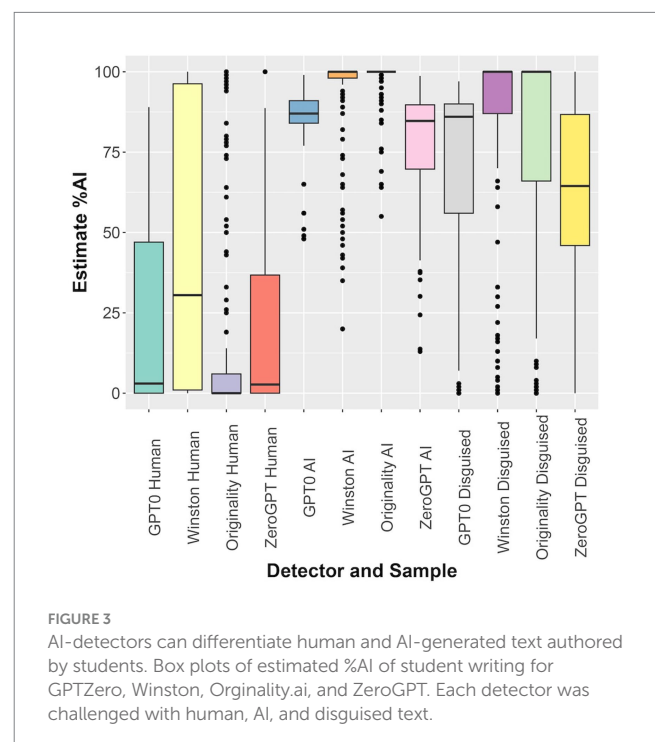 Estimate %AI
100
75
50
25
0
GPT0 Human
Winston Human
Originality Human
ZeroGPT Human
GPT0 AI
Winston AI
Originality AI
ZeroGPT AI
GPT0 Disguised
Winston Disguised
Originality Disguised
ZeroGPT Disguised
Detector and Sample
FIGURE 3
AI-detectors can differentiate human and AI-generated text authored
by students. Box plots of estimated %AI of student writing for
GPTZero, Winston, Orginality.ai, and ZeroGPT. Each detector was
challenged with human, AI, and disguised text.